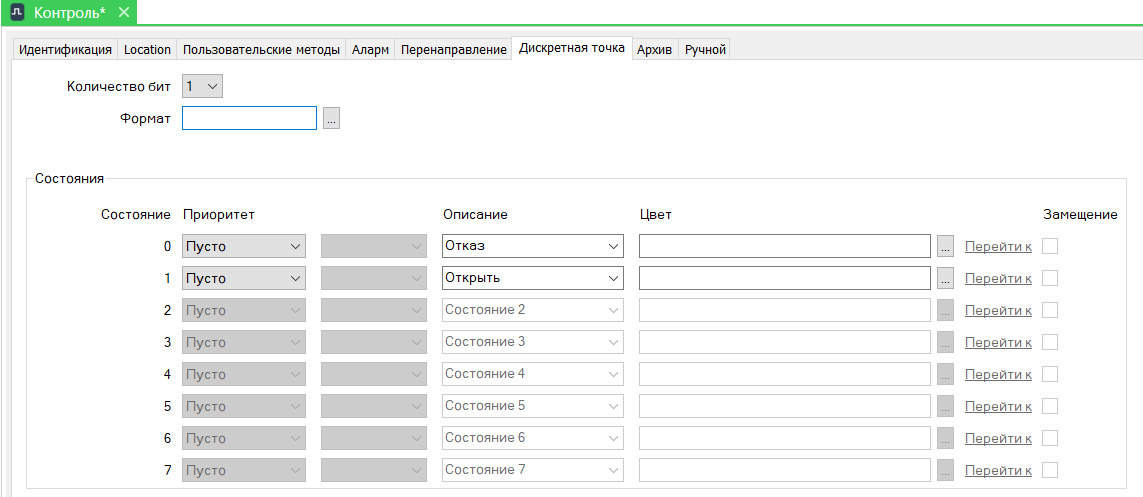 Контроль*
Идентификация Location Пользовательские методы Аларм Перенаправление Дискретная точка Архив Ручной
Количество бит 1
Формат ...
Состояния
Состояние Приоритет Описание Цвет Замещение
0 Пусто Отказ ... Перейти к
1 Пусто Открыть ... Перейти к
2 Пусто Состояние 2 ... Перейти к
3 Пусто Состояние 3 ... Перейти к
4 Пусто Состояние 4 ... Перейти к
5 Пусто Состояние 5 ... Перейти к
6 Пусто Состояние 6 ... Перейти к
7 Пусто Состояние 7 ... Перейти к